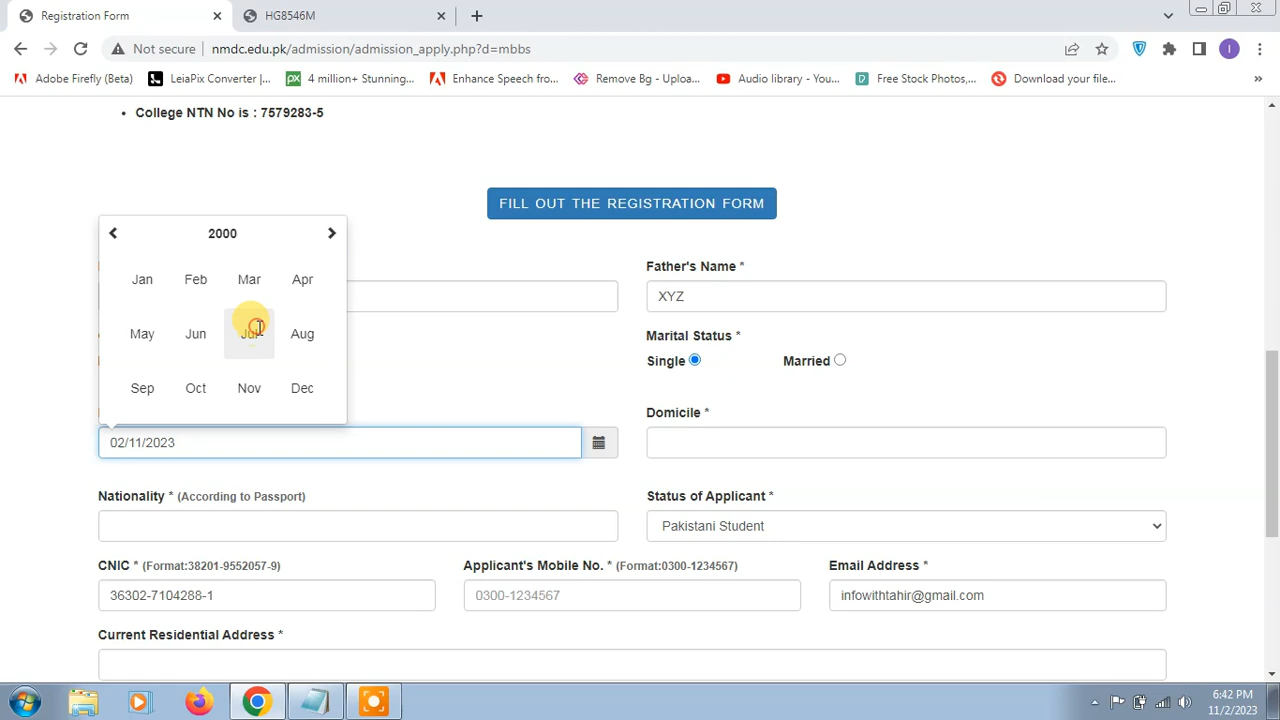 Registration Form
HG8546M
Not secure
nmdc.edu.pk/admission/admission_apply.php?d=mbbs
I
Adobe Firefly (Beta)
LeiaPix Converter |...
4 million+ Stunning...
Enhance Speech fro...
Remove Bg - Uploa...
Audio library - You...
Free Stock Photos,...
Download your file...
»
• College NTN No is : 7579283-5
FILL OUT THE REGISTRATION FORM
2000
Jan Feb Mar Apr
May Jun Jul Aug
Sep Oct Nov Dec
Father's Name *
XYZ
Marital Status *
Single
Married
02/11/2023
Domicile *
Nationality * (According to Passport)
Status of Applicant *
Pakistani Student
CNIC * (Format:38201-9552057-9)
Applicant's Mobile No. * (Format:0300-1234567)
Email Address *
36302-7104288-1
0300-1234567
infowithtahir@gmail.com
Current Residential Address *
6:42 PM
11/2/2023